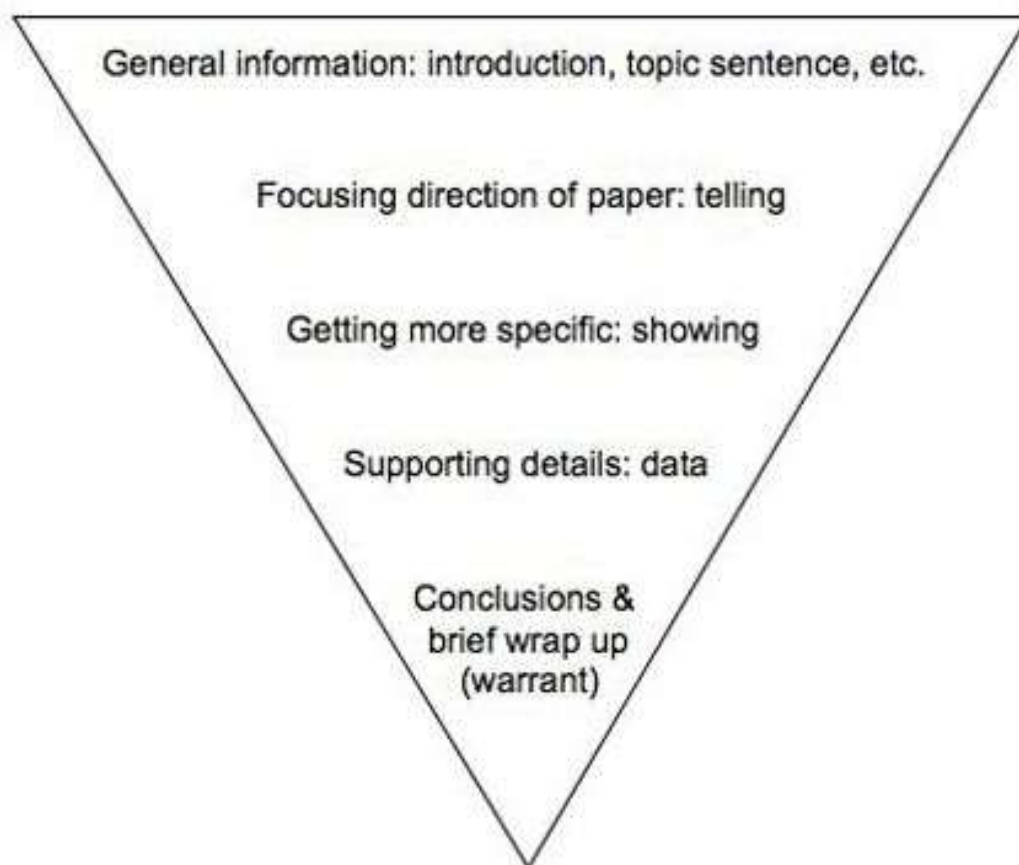 General information: introduction, topic sentence, etc.
Focusing direction of paper: telling
Getting more specific: showing
Supporting details: data
Conclusions &
brief wrap up
(warrant)